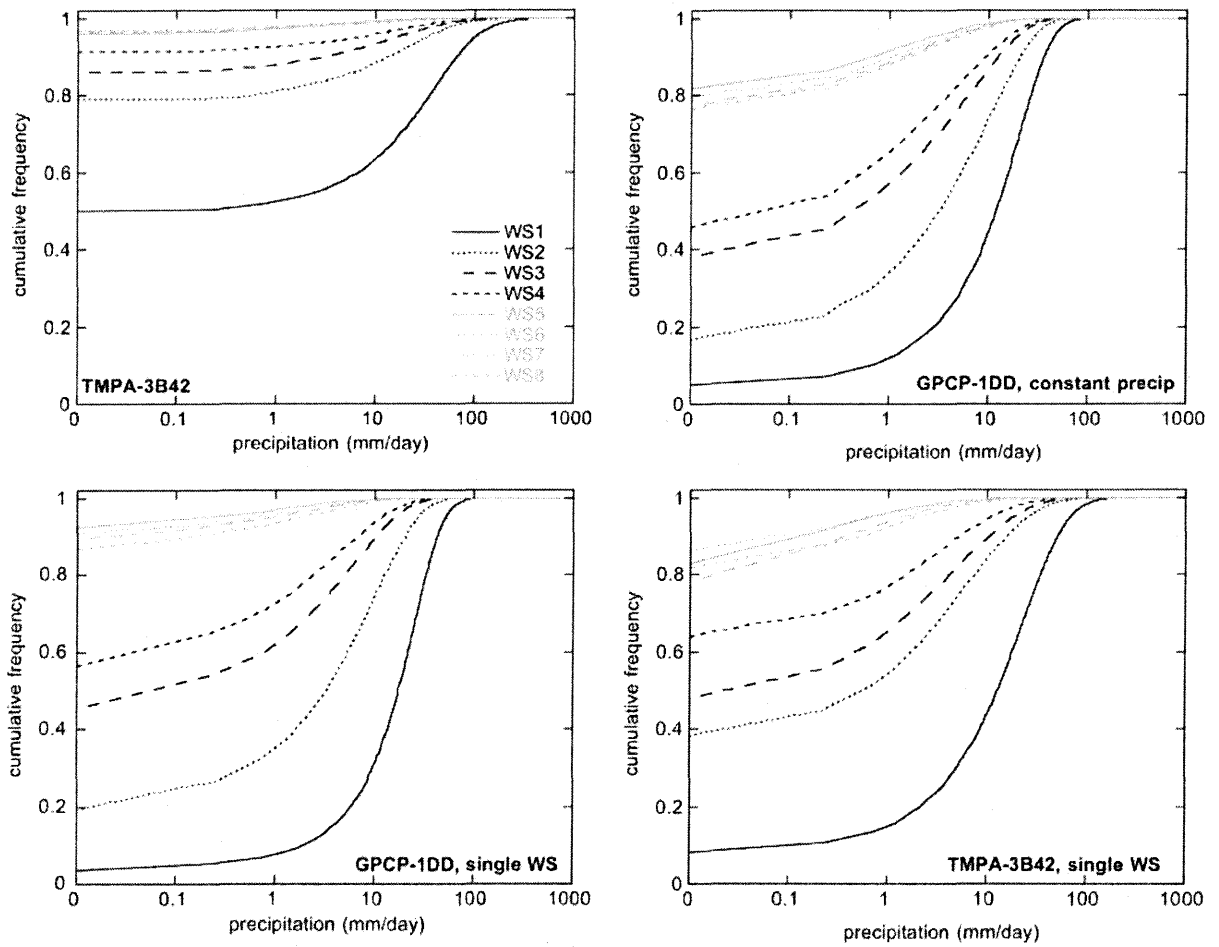 1
0.8
0.6
0.4
0.2
0
cumulative frequency
WS1
WS2
WS3
WS4
WS5
WS6
WS7
WS8
TMPA-3B42
0 0.1 1 10 100 1000
precipitation (mm/day)
1
0.8
0.6
0.4
0.2
0
cumulative frequency
GPCP-1DD, constant precip
0 0.1 1 10 100 1000
precipitation (mm/day)
1
0.8
0.6
0.4
0.2
0
cumulative frequency
GPCP-1DD, single WS
0 0.1 1 10 100 1000
precipitation (mm/day)
1
0.8
0.6
0.4
0.2
0
cumulative frequency
TMPA-3B42, single WS
0 0.1 1 10 100 1000
precipitation (mm/day)